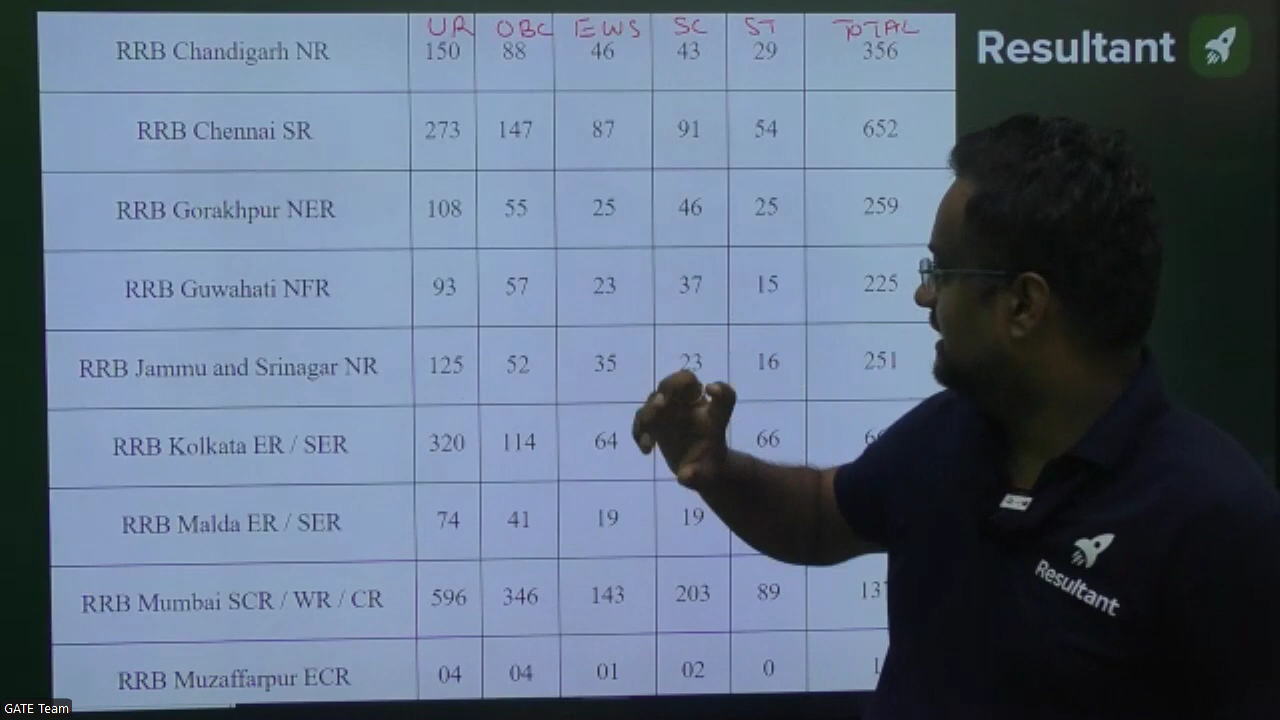 UR OBC EWS SC ST TOTAL
RRB Chandigarh NR 150 88 46 43 29 356
RRB Chennai SR 273 147 87 91 54 652
RRB Gorakhpur NER 108 55 25 46 25 259
RRB Guwahati NFR 93 57 23 37 15 225
RRB Jammu and Srinagar NR 125 52 35 23 16 251
RRB Kolkata ER / SER 320 114 64 66
RRB Malda ER / SER 74 41 19 19
RRB Mumbai SCR / WR / CR 596 346 143 203 89
RRB Muzaffarpur ECR 04 04 01 02 0
Resultant
Resultant
GATE Team